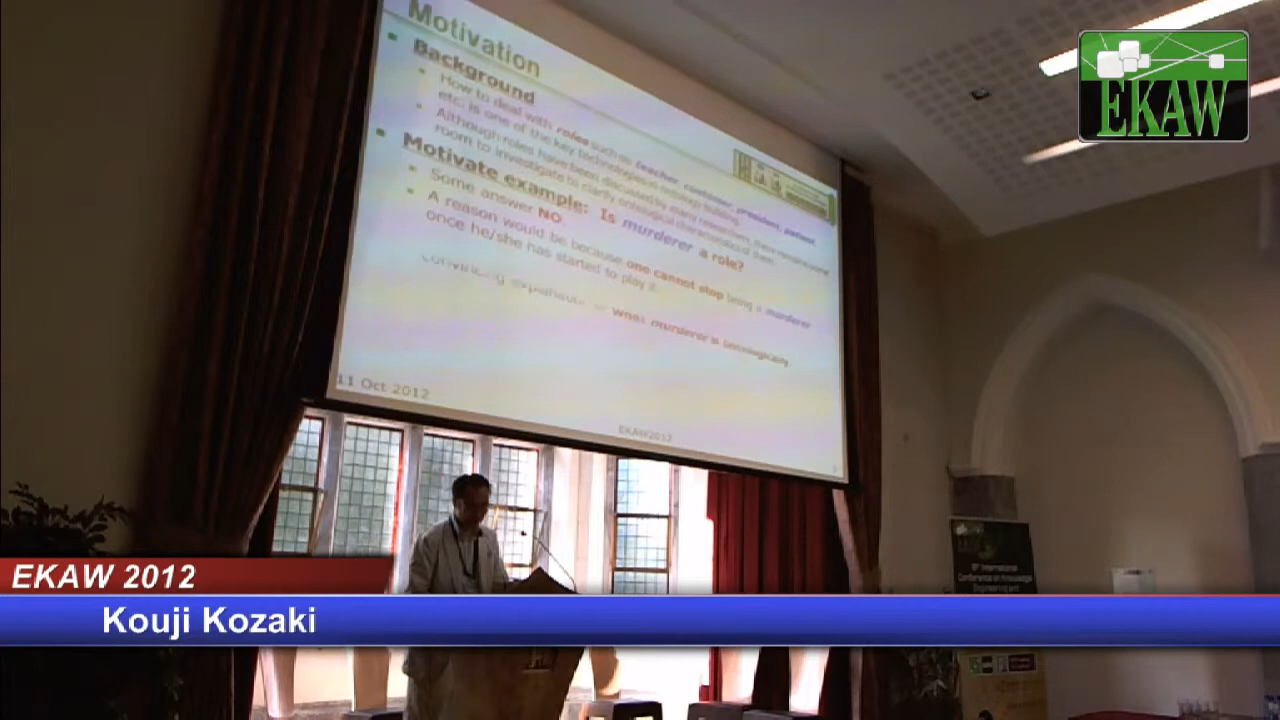 Motivation
Background
How to deal with roles such as teacher, customer, president, patient
etc. is one of the key technologies in ontology building.
Although roles have been discussed by many researchers, there remains some
room to investigate to clarify ontological characteristics of them.
Motivate example: Is murderer a role?
Some answer NO.
A reason would be because one cannot stop being a murderer
once he/she has started to play it.
what murderer is ontologically
11 Oct 2012
EKAW2012
EKAW
International
Conference on Knowledge
EKAW 2012
Kouji Kozaki